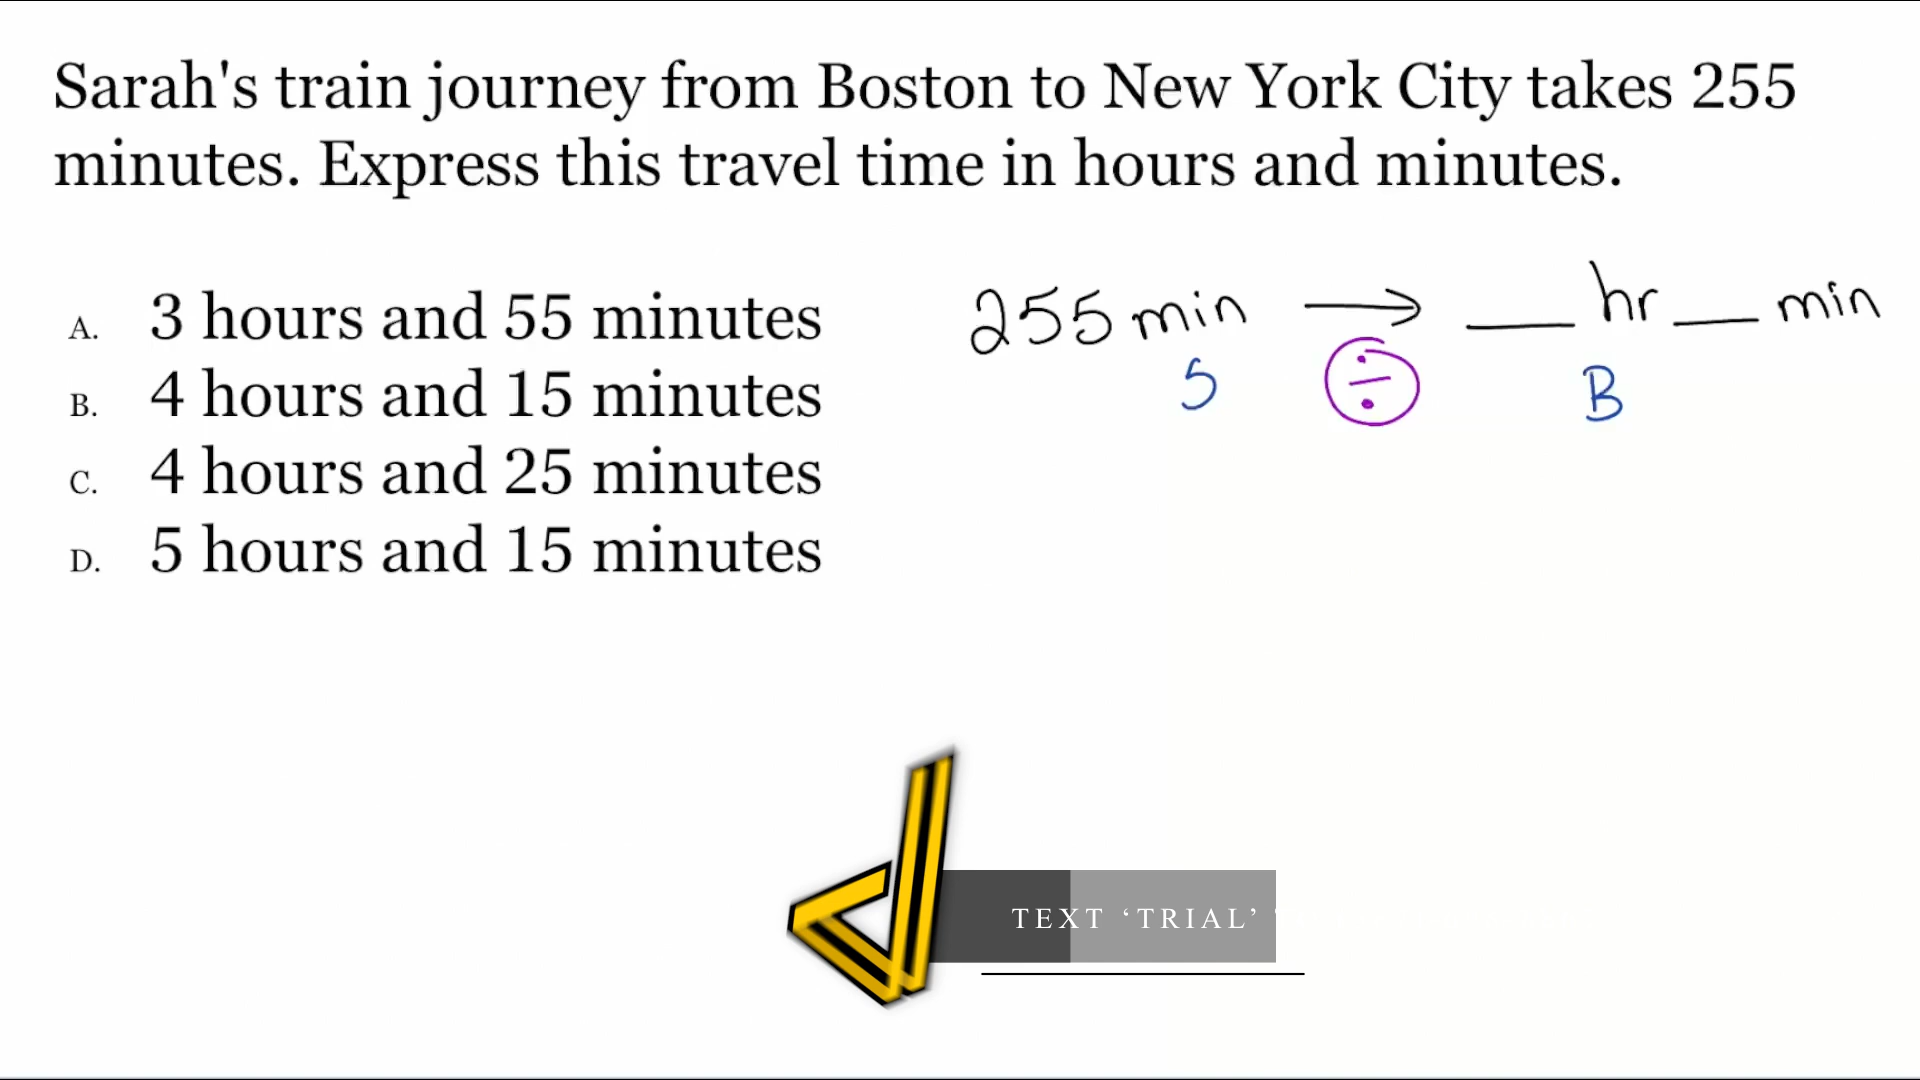 Sarah's train journey from Boston to New York City takes 255
minutes. Express this travel time in hours and minutes.
A. 3 hours and 55 minutes
B. 4 hours and 15 minutes
C. 4 hours and 25 minutes
D. 5 hours and 15 minutes
255 min → __ hr __ min
S ÷ B
TEXT ‘TRIAL’